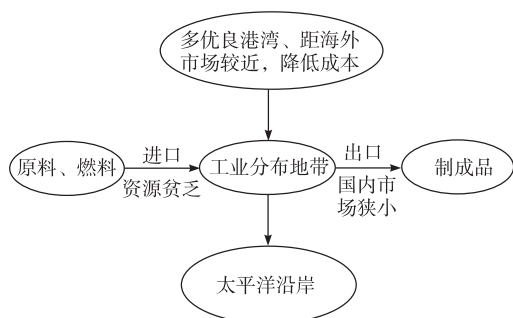 多优良港湾、距海外
市场较近，降低成本
原料、燃料
进口
资源贫乏
工业分布地带
出口
国内市
场狭小
制成品
太平洋沿岸